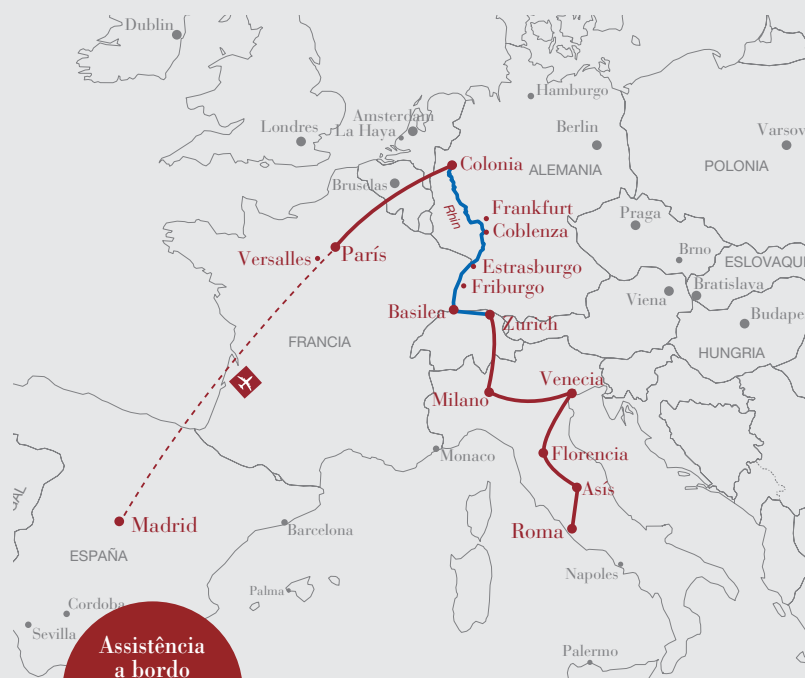 Dublin
Hamburgo
Amsterdam
Londres
La Haya
Berlin
Varsov
Colonia
ALEMANIA
POLONIA
Bruselas
Rhin
Frankfurt
Praga
Coblenza
París
Versalles
Brno
Estrasburgo
ESLOVAQU
Friburgo
Viena
Bratislava
Basilea
Zurich
Budape
FRANCIA
HUNGRIA
Venecia
Milano
Monaco
Florencia
Asís
GAL
Madrid
Barcelona
Roma
ESPAÑA
Napoles
Palma
Cordoba
Sevilla
Assistência
a bordo
Palermo